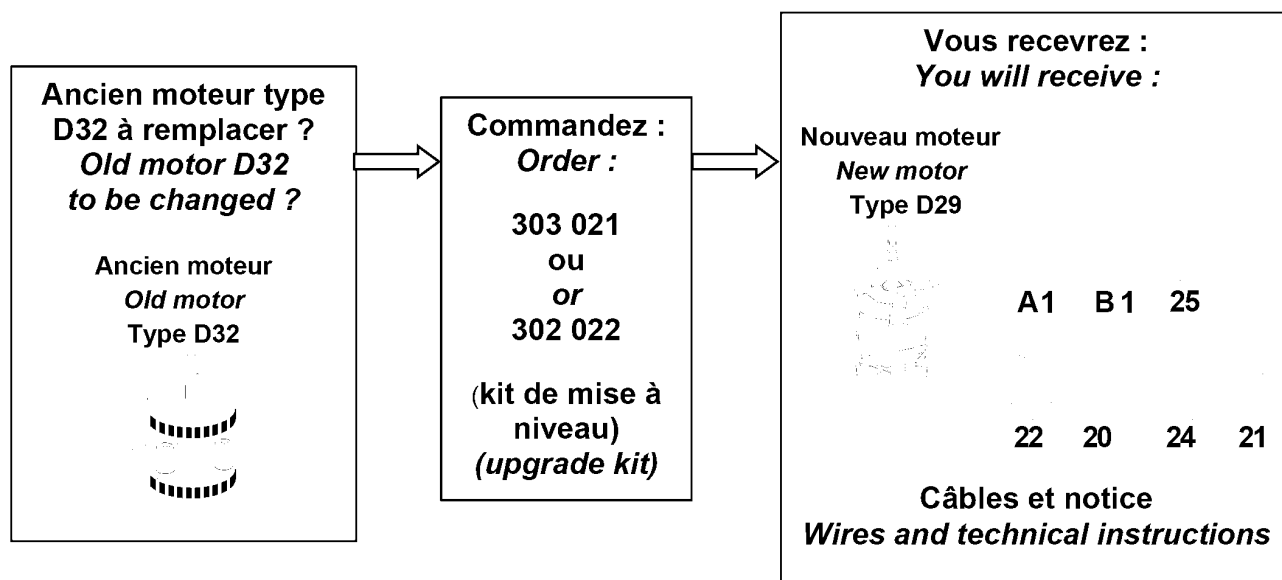 Ancien moteur type
D32 à remplacer ?
Old motor D32
to be changed ?
Ancien moteur
Old motor
Type D32
Commandez :
Order :
303 021
ou
or
302 022
(kit de mise à
niveau)
(upgrade kit)
Vous recevrez :
You will receive :
Nouveau moteur
New motor
Type D29
A1 B1 25
22 20 24 21
Câbles et notice
Wires and technical instructions